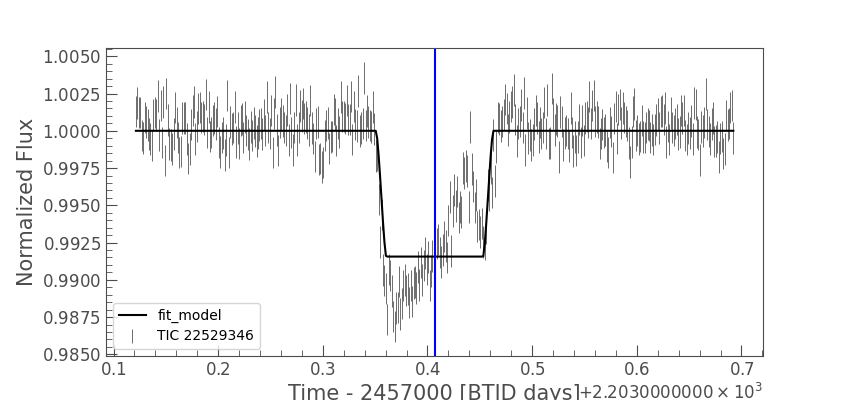 1.0050
1.0025
1.0000
0.9975
0.9950
0.9925
0.9900
0.9875
0.9850
Normalized Flux
fit_model
TIC 22529346
0.1 0.2 0.3 0.4 0.5 0.6 0.7
Time - 2457000 [BTJD days]
+2.2030000000 × 10³